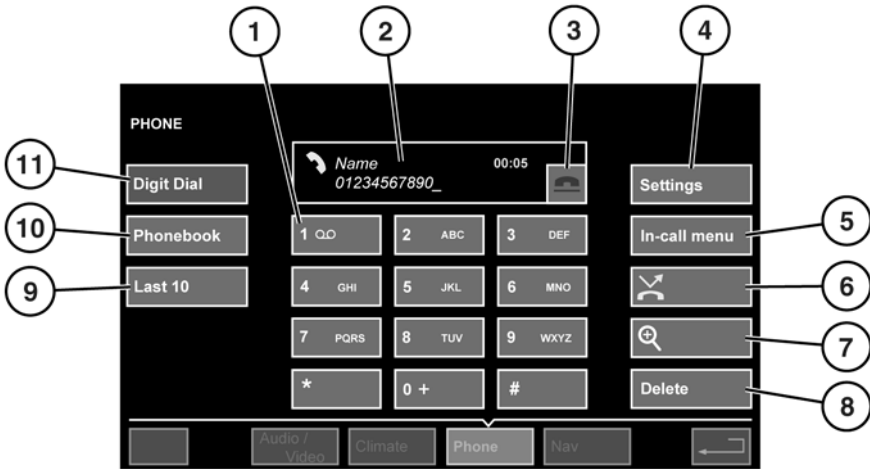 1 2 3 4
PHONE
Name 00:05
01234567890_
11 Digit Dial Settings
10 Phonebook 1 2 ABC 3 DEF In-call menu 5
9 Last 10 4 GHI 5 JKL 6 MNO 6
7 PQRS 8 TUV 9 WXYZ 7
* 0 + # Delete 8
Audio / Video Climate Phone Nav